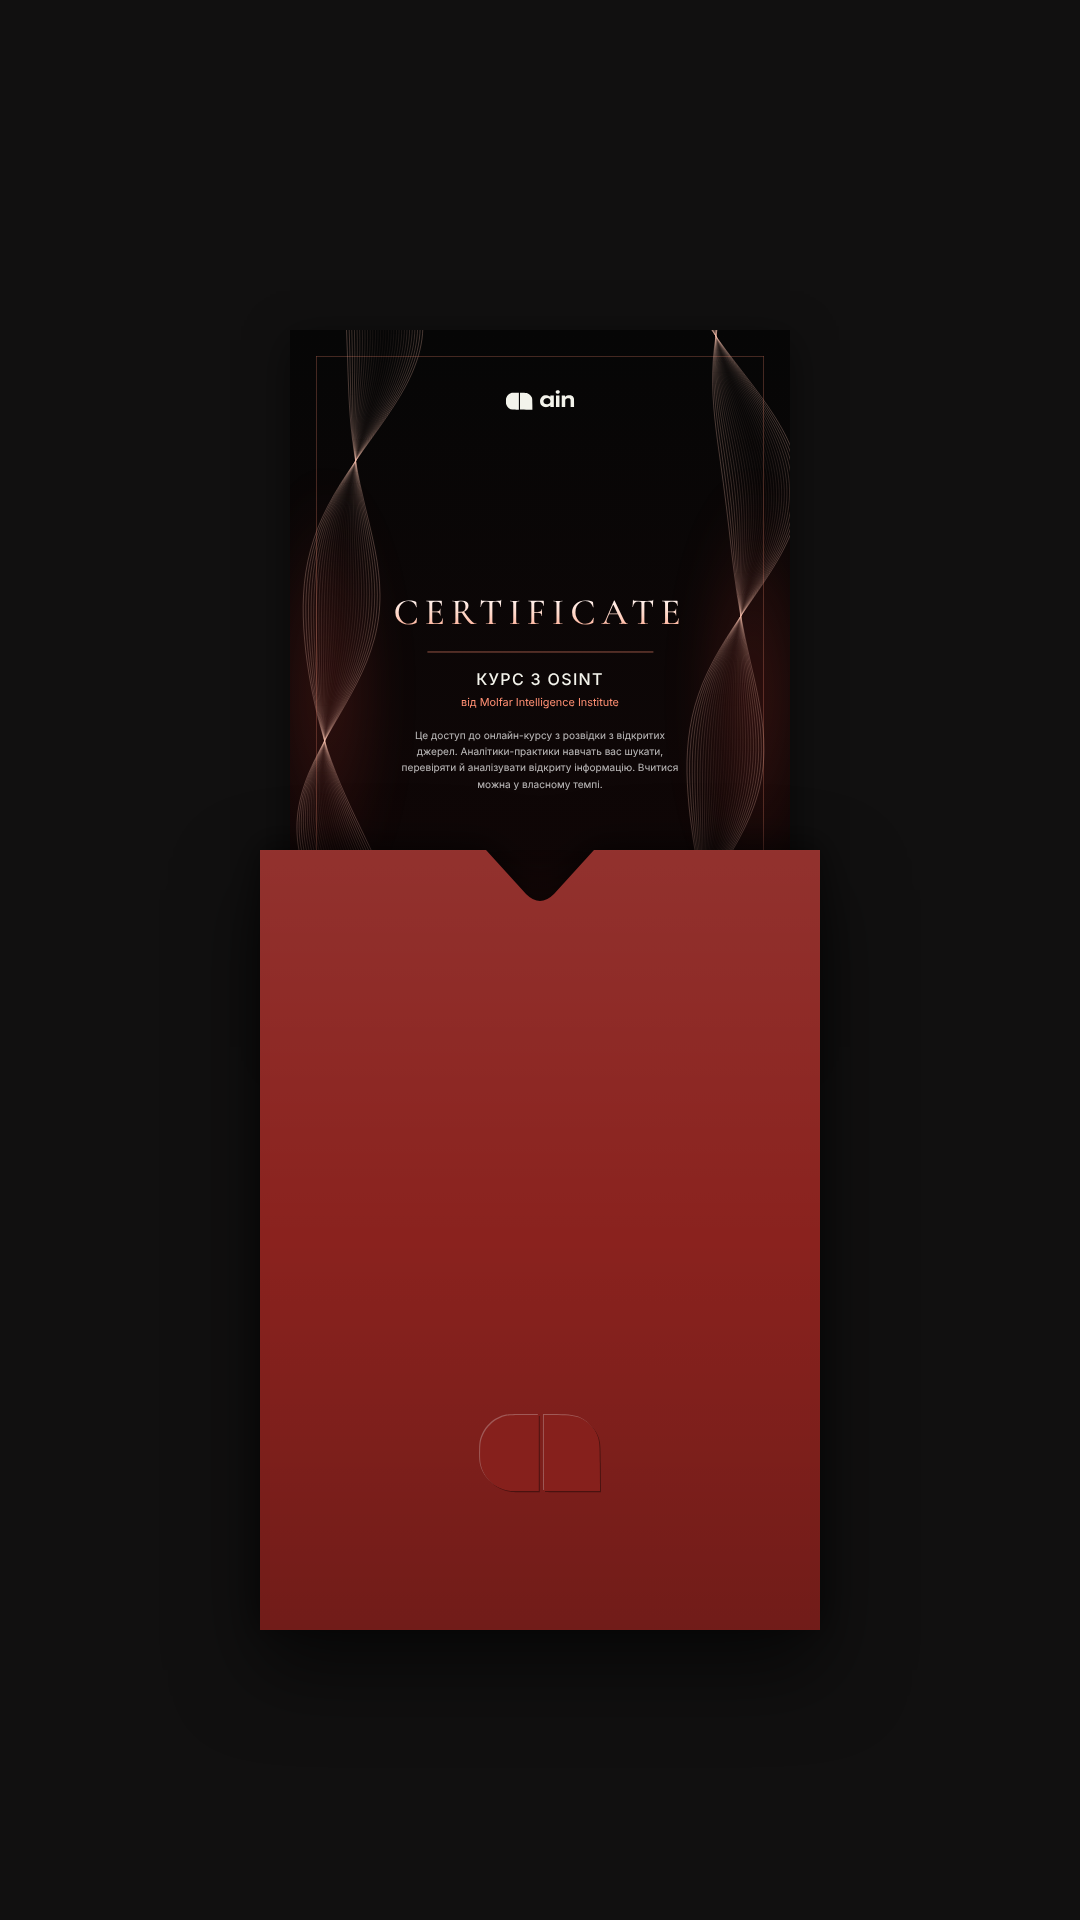 ain
CERTIFICATE
КУРС З OSINT
від Molfar Intelligence Institute
Це доступ до онлайн-курсу з розвідки з відкритих
джерел. Аналітики-практики навчать вас шукати,
перевіряти й аналізувати відкриту інформацію. Вчитися
можна у власному темпі.